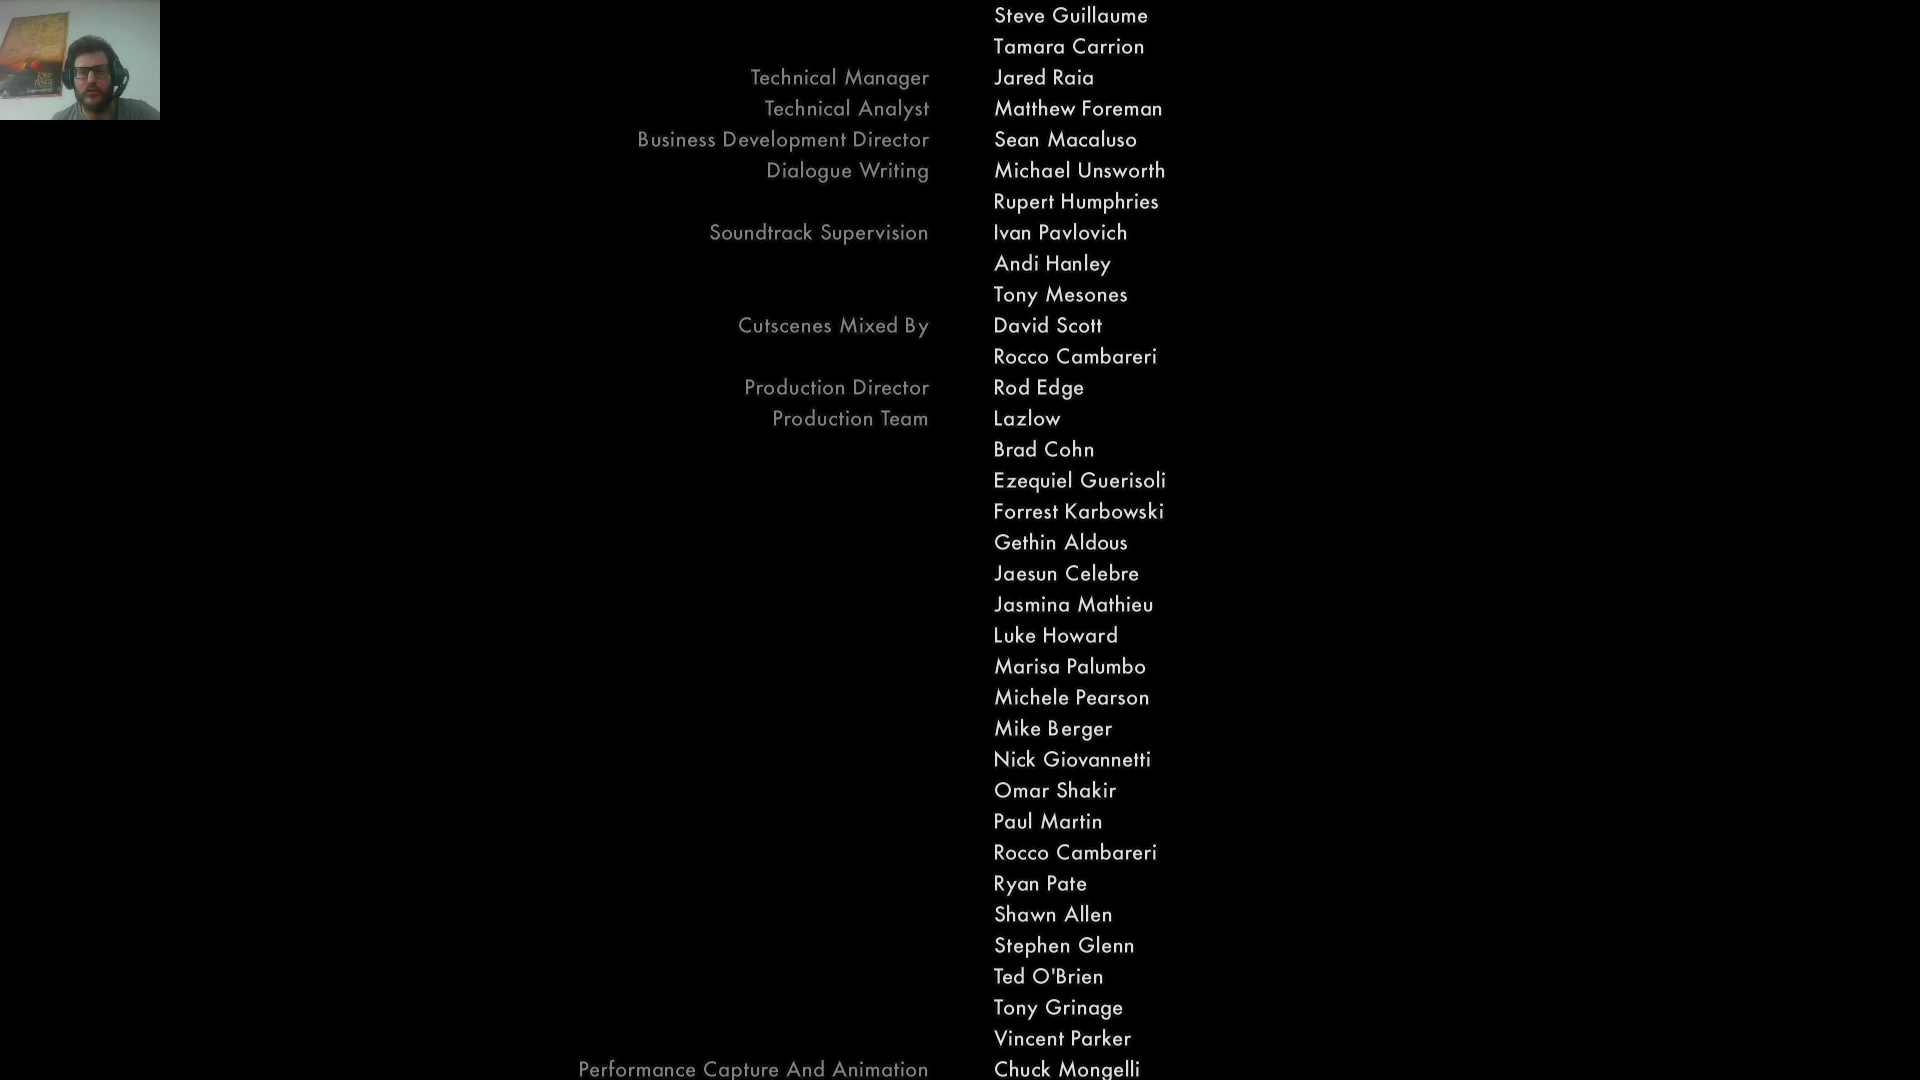 Steve Guillaume
Tamara Carrion
Technical Manager Jared Raia
Technical Analyst Matthew Foreman
Business Development Director Sean Macaluso
Dialogue Writing Michael Unsworth
Rupert Humphries
Soundtrack Supervision Ivan Pavlovich
Andi Hanley
Tony Mesones
Cutscenes Mixed By David Scott
Rocco Cambareri
Production Director Rod Edge
Production Team Lazlow
Brad Cohn
Ezequiel Guerisoli
Forrest Karbowski
Gethin Aldous
Jaesun Celebre
Jasmina Mathieu
Luke Howard
Marisa Palumbo
Michele Pearson
Mike Berger
Nick Giovannetti
Omar Shakir
Paul Martin
Rocco Cambareri
Ryan Pate
Shawn Allen
Stephen Glenn
Ted O'Brien
Tony Grinage
Vincent Parker
Performance Capture And Animation Chuck Mongelli